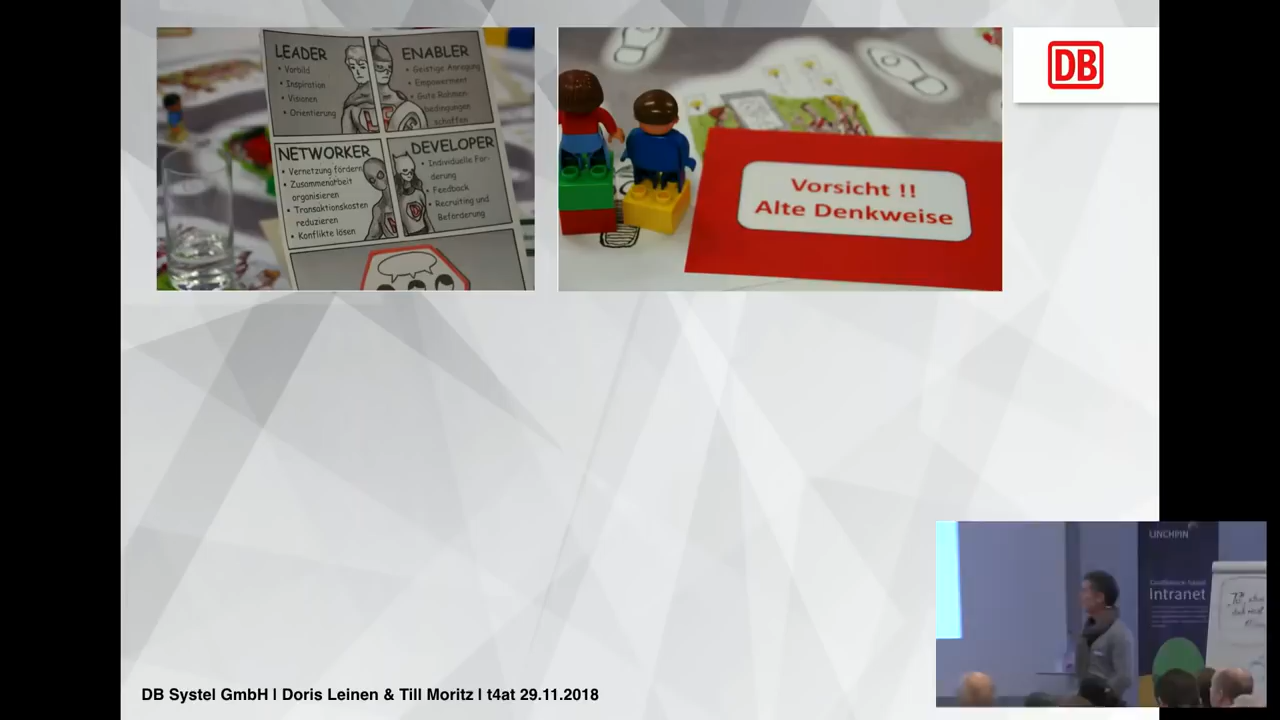 LEADER
• Vorbild
• Inspiration
• Visionen
• Orientierung
ENABLER
• Geistige Anregung
• Empowerment
• Gute Rahmen
bedingungen
schaffen
NETWORKER
• Vernetzung fördern
• Zusammenarbeit
organisieren
• Transaktionskosten
reduzieren
• Konflikte lösen
DEVELOPER
• Individuelle För-
derung
• Feedback
• Recruiting und
Beförderung
Vorsicht !!
Alte Denkweise
DB
LINCHPIN
intranet
DB Systel GmbH I Doris Leinen & Till Moritz I t4at 29.11.2018